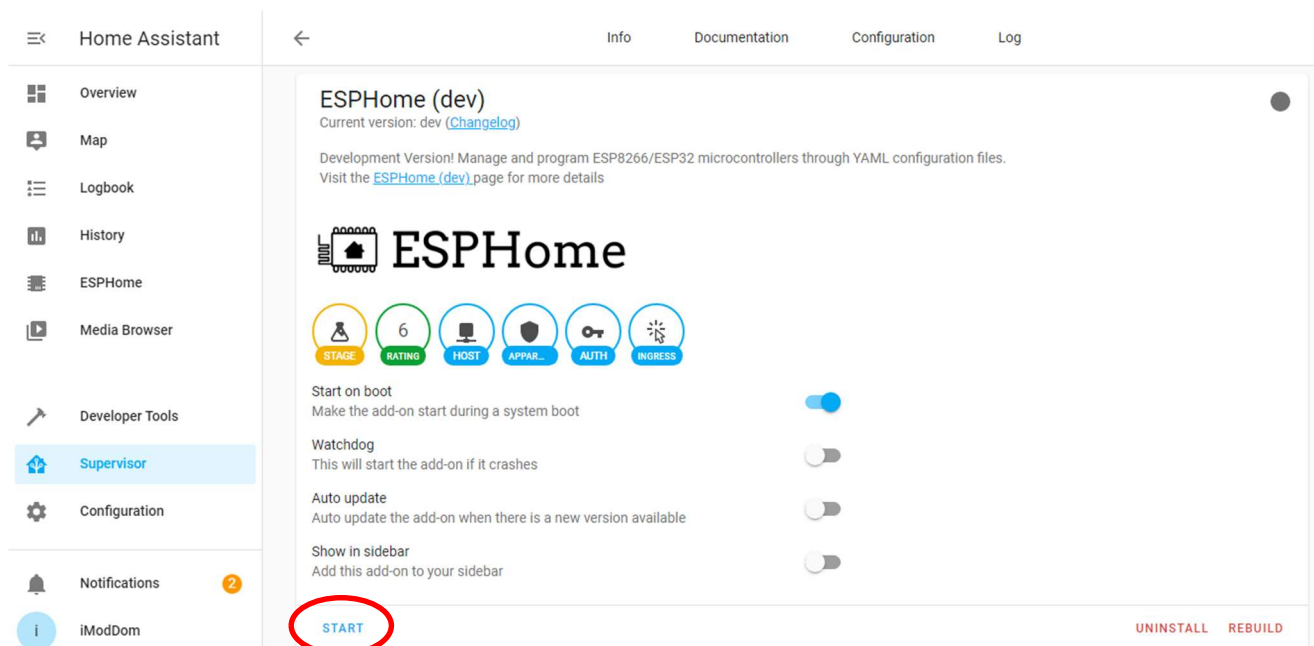 Home Assistant
Info Documentation Configuration Log
Overview
Map
Logbook
History
ESPHome
Media Browser
Developer Tools
Supervisor
Configuration
Notifications 2
i iModDom
ESPHome (dev)
Current version: dev (Changelog)
Development Version! Manage and program ESP8266/ESP32 microcontrollers through YAML configuration files.
Visit the ESPHome (dev) page for more details
ESPHome
6
STAGE RATING HOST APPAR... AUTH INGRESS
Start on boot
Make the add-on start during a system boot
Watchdog
This will start the add-on if it crashes
Auto update
Auto update the add-on when there is a new version available
Show in sidebar
Add this add-on to your sidebar
START UNINSTALL REBUILD